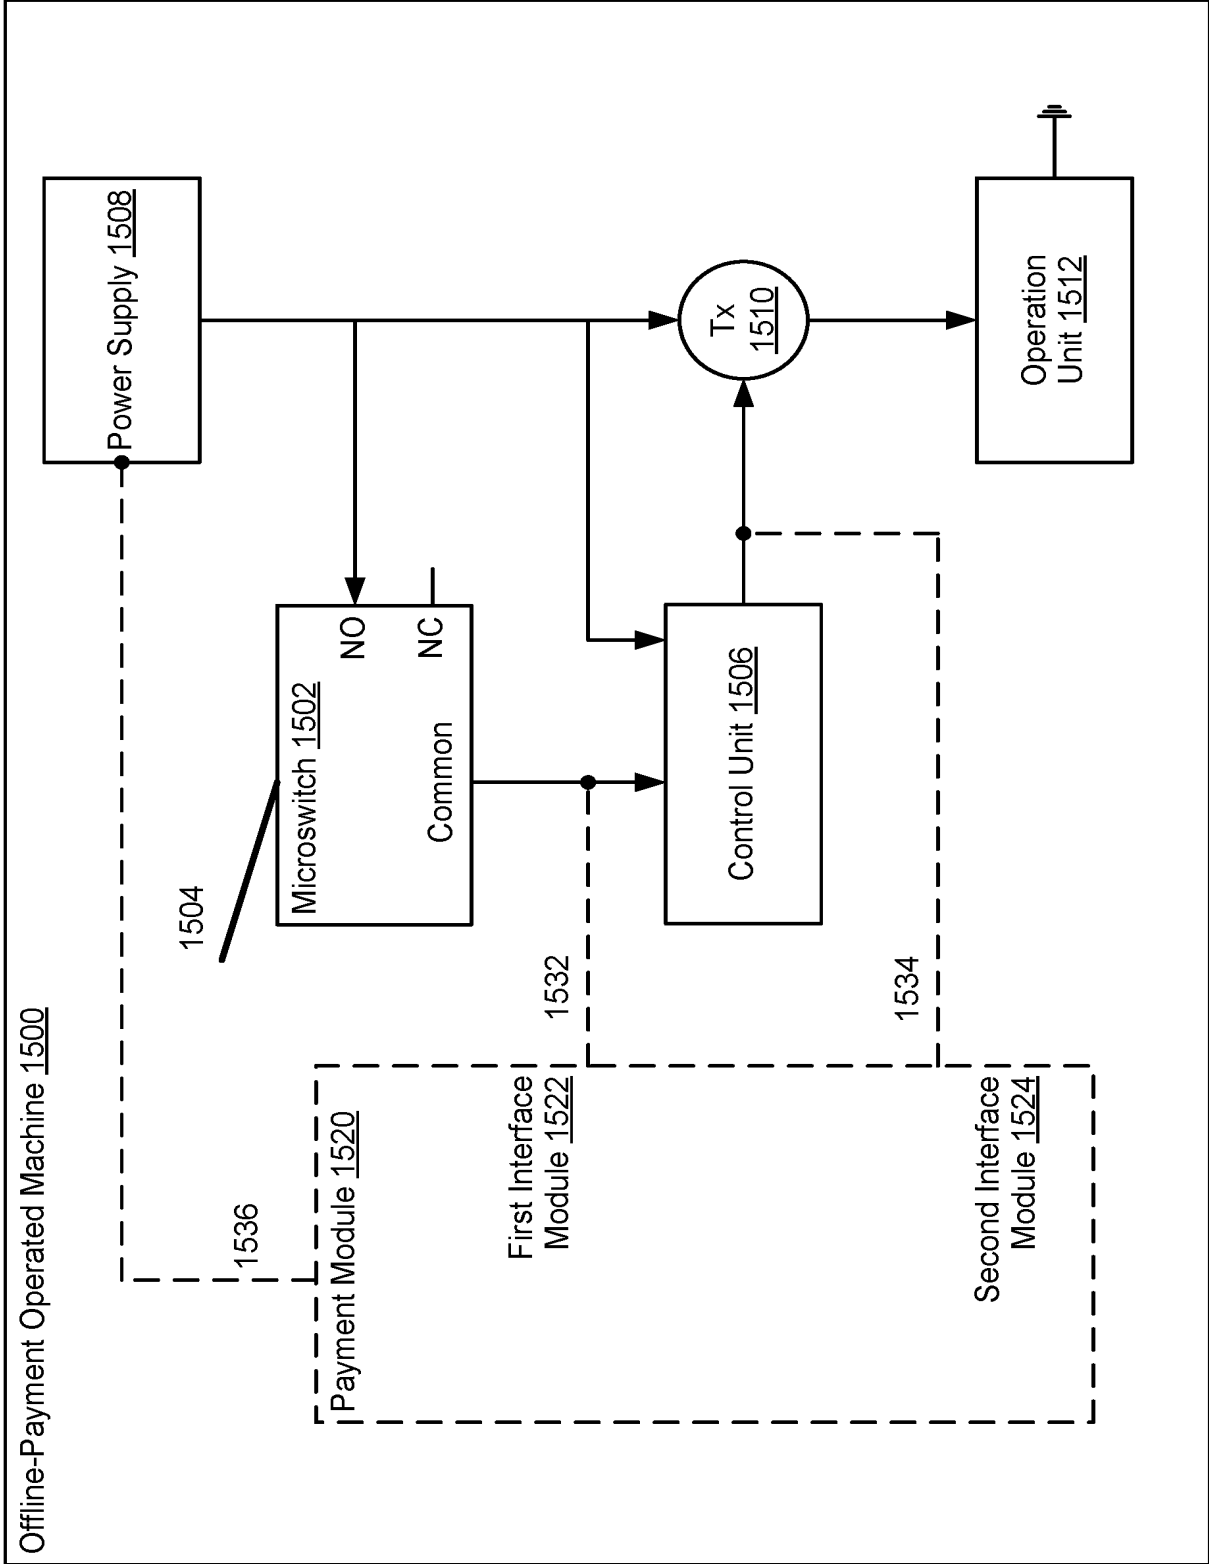 Offline-Payment Operated Machine 1500
Power Supply 1508
1536
1504
Microswitch 1502
NO
NC
Common
Payment Module 1520
1532
First Interface
Module 1522
Control Unit 1506
Tx
1510
1534
Second Interface
Module 1524
Operation
Unit 1512